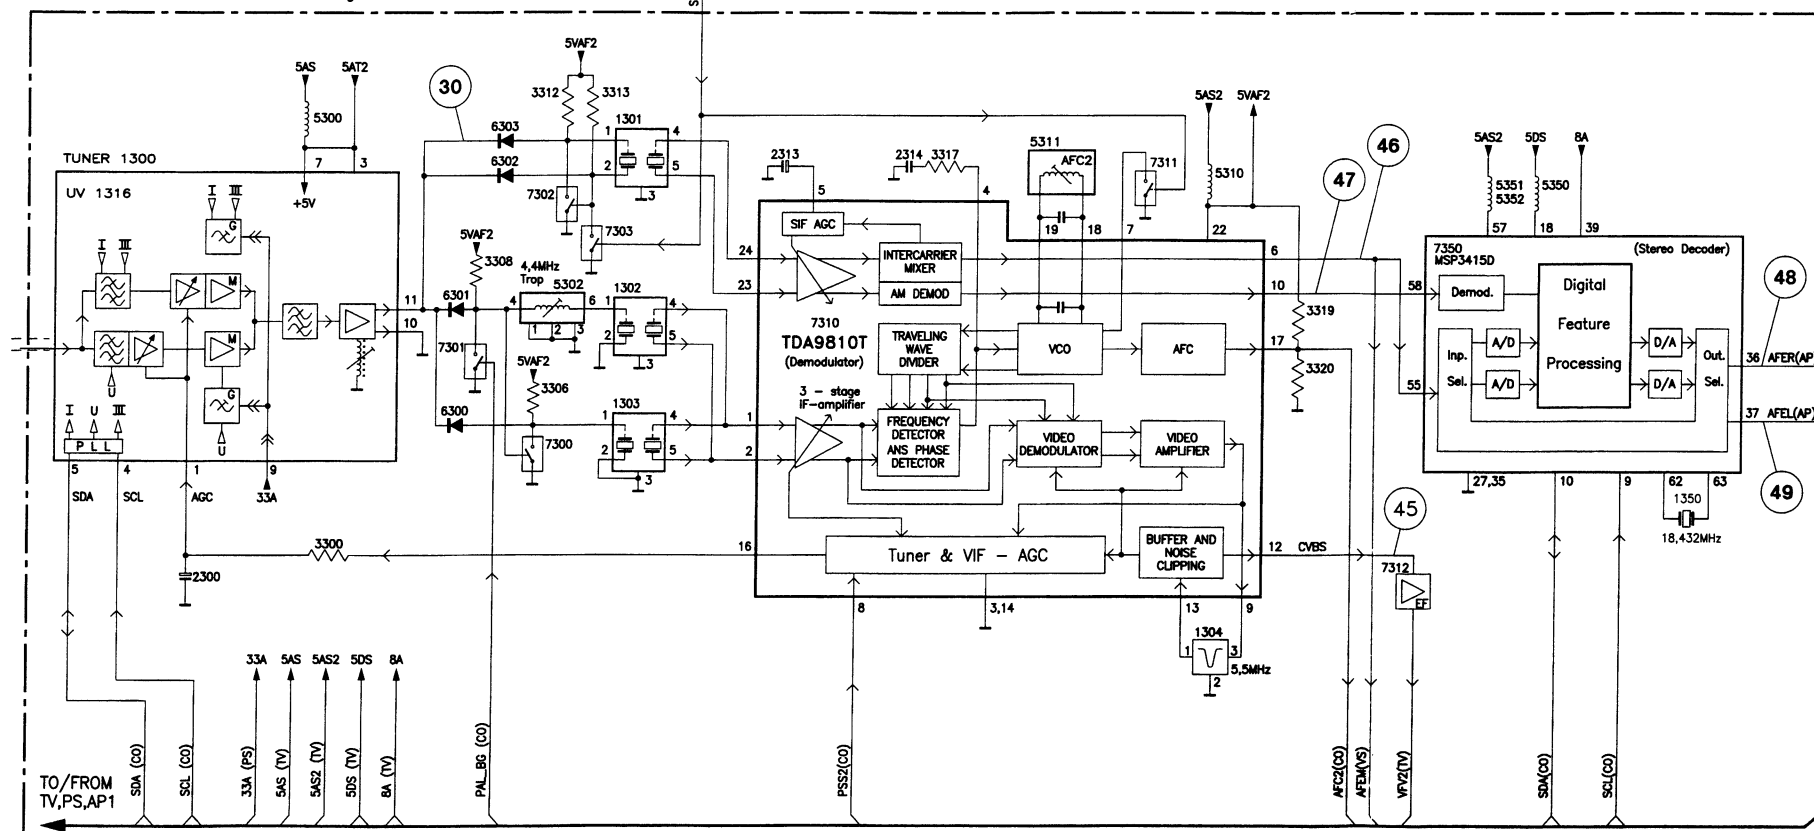 S
5VAF2
5AS
5AT2
30
3312
3313
5AS2
5VAF2
5300
6303
1
1301
4
5311
AFC2
46
5AS2
5DS
8A
TUNER 1300
7
3
6302
2
5
3
2313
2314
3317
7311
5310
47
5351
5352
5350
UV 1316
I
III
+5V
7302
5
4
G
7303
SIF AGC
19
18
7
22
57
18
39
5VAF2
3308
24
INTERCARRIER
MIXER
6
7350
MSP3415D
(Stereo Decoder)
I
III
4,4MHz
Trop
5302
1302
48
M
11
6301
4
6
1
4
23
AM DEMOD
10
58
Demod.
Digital
10
1
2
3
2
5
7310
TDA9810T
(Demodulator)
TRAVELING
WAVE
DIVIDER
VCO
AFC
3319
Feature
M
7301
3
17
Inp.
Sel.
A/D
D/A
Out.
Sel.
36
AFER(AP)
5VAF2
3306
3320
Processing
U
G
3 - stage
IF-amplifier
55
A/D
D/A
I
U
III
1303
6300
1
4
1
FREQUENCY
DETECTOR
ANS PHASE
DETECTOR
VIDEO
DEMODULATOR
VIDEO
AMPLIFIER
37
AFEL(AP)
P L L
U
7300
2
5
2
5
4
1
9
3
27,35
10
9
62
63
49
SDA
SCL
AGC
33A
1350
18,432MHz
45
3300
16
Tuner & VIF - AGC
BUFFER AND
NOISE
CLIPPING
12
CVBS
2300
7312
EF
8
3,14
13
9
1304
1
3
5,5MHz
2
33A
5AS
5AS2
5DS
8A
TO/FROM
TV,PS,AP1
SDA (CO)
SCL (CO)
33A (PS)
5AS (TV)
5AS2 (TV)
5DS (TV)
8A (TV)
PAL_BG (CO)
PSS2(CO)
AFC2(CO)
AFEM(VS)
VFV2(TV)
SDA(CO)
SCL(CO)